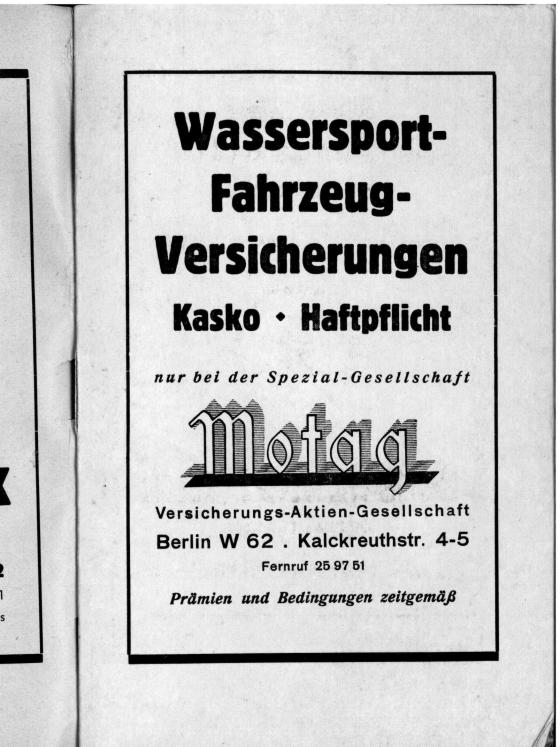 Wassersport-
Fahrzeug-
Versicherungen
Kasko • Haftpflicht
nur bei der Spezial-Gesellschaft
Motag
Versicherungs-Aktien-Gesellschaft
Berlin W 62 . Kalckreuthstr. 4-5
Fernruf 25 97 51
Prämien und Bedingungen zeitgemäß